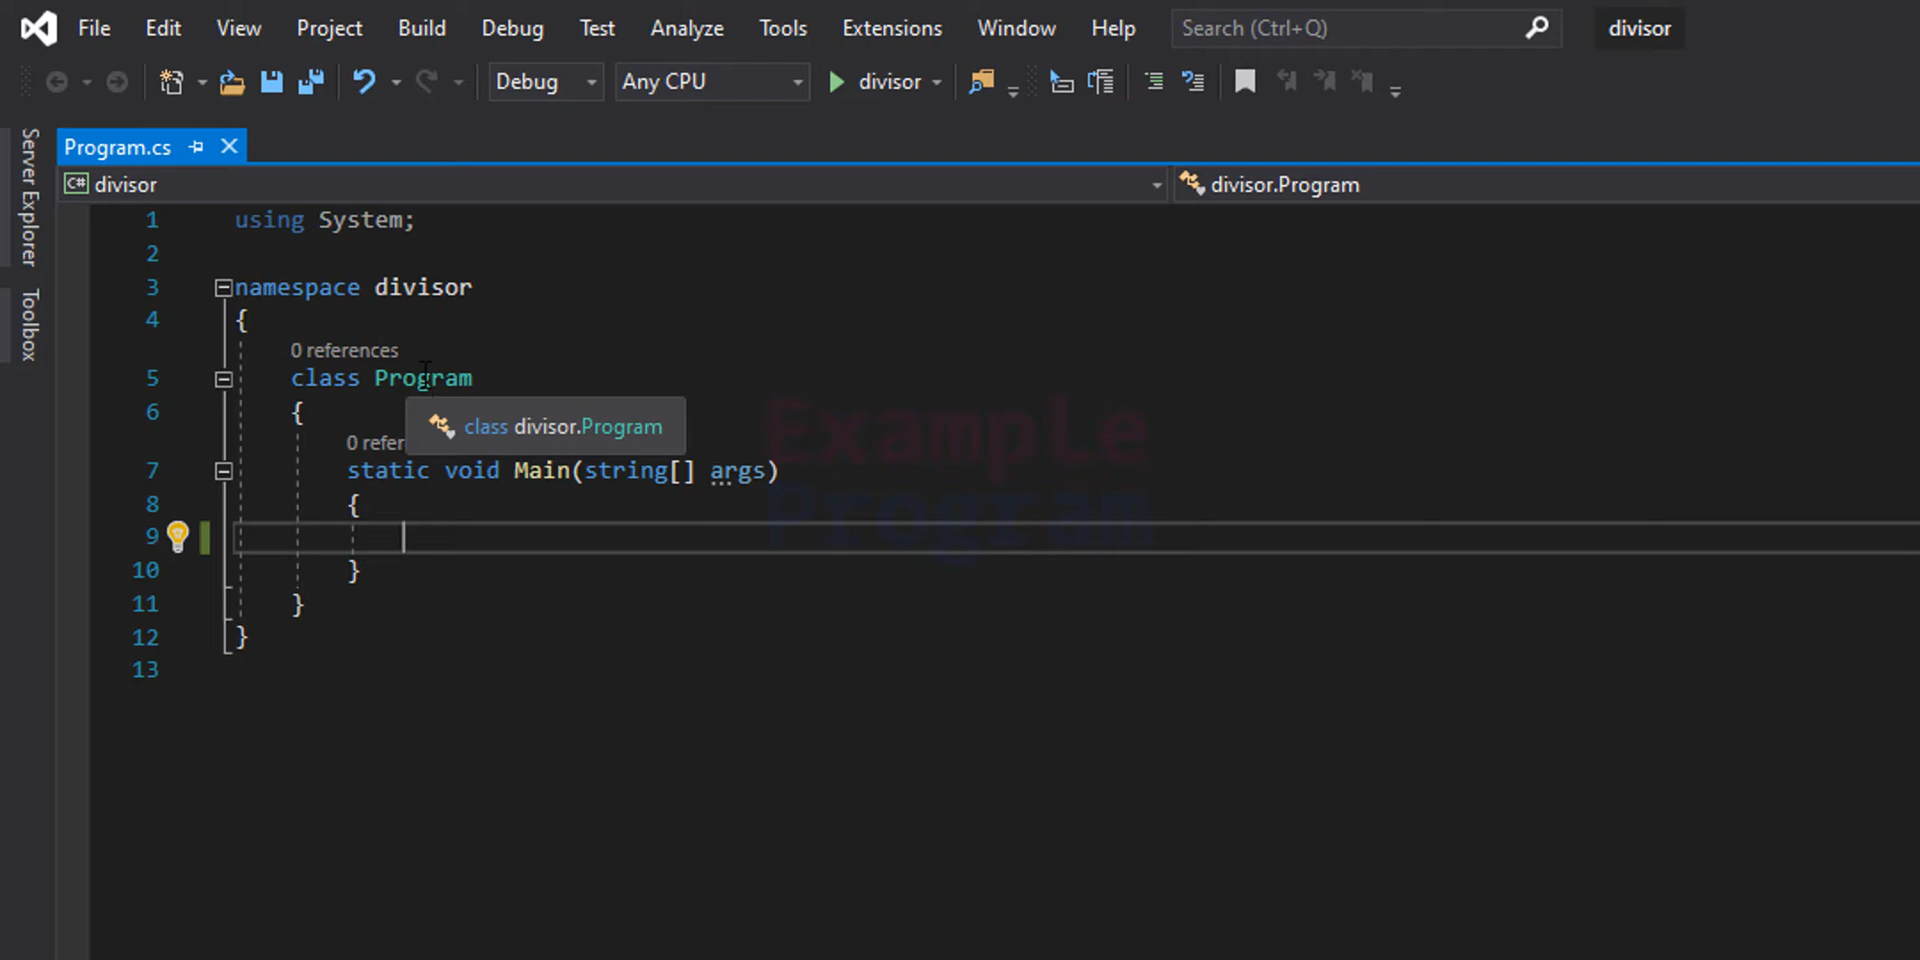 File Edit View Project Build Debug Test Tools Analyze Extensions Window Help Search (Ctrl+Q) divisor
Debug Any CPU divisor
Server Explorer
Toolbox
Program.cs
C# divisor divisor.Program
1 using System;
2
3 namespace divisor
4 {
0 references
5 class Program
6 {
class divisor.Program
0 refer
7 static void Main(string[] args)
8 {
9
10 }
11 }
12 }
13
Example
Program